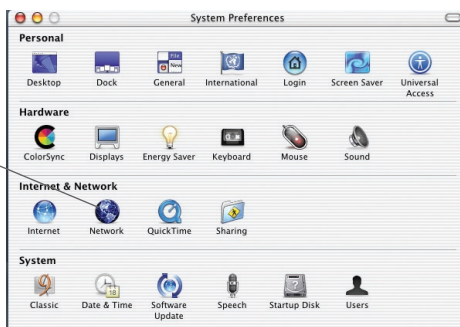 System Preferences
Personal
Desktop Dock General International Login Screen Saver Universal Access
Hardware
ColorSync Displays Energy Saver Keyboard Mouse Sound
Internet & Network
Internet Network QuickTime Sharing
System
Classic Date & Time Software Update Speech Startup Disk Users